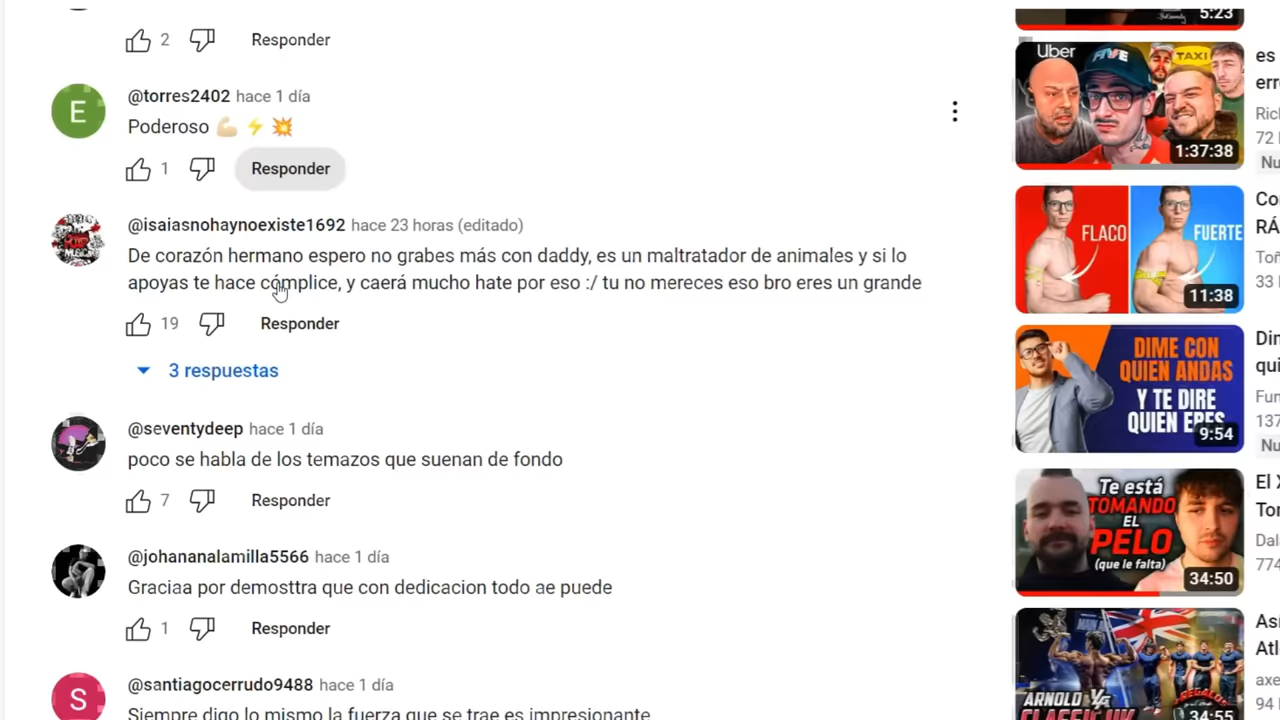 2
Responder
@torres2402 hace 1 día
Poderoso 💪🏼⚡💥
1
Responder
@isaiasnohaynoexiste1692 hace 23 horas (editado)
De corazón hermano espero no grabes más con daddy, es un maltratador de animales y si lo
apoyas te hace cómplice, y caerá mucho hate por eso :/ tu no mereces eso bro eres un grande
19
Responder
3 respuestas
@seventydeep hace 1 día
poco se habla de los temazos que suenan de fondo
7
Responder
@johananalamilla5566 hace 1 día
Graciaa por demosttra que con dedicacion todo ae puede
1
Responder
S
@santiagocerrudo9488 hace 1 día
Siempre digo lo mismo la fuerza que se trae es impresionante
E
5:23
Uber
FIVE
TAXI
1:37:38
es
erro
Rich
72
Nu
FLACO
FUERTE
11:38
RÁ
Toñ
33
DIME CON
QUIEN ANDAS
Y TE DIRE
QUIEN ERES
9:54
qui
Fun
137
Nu
Te está
TOMANDO
EL
PELO
(que le falta)
34:50
El
Tor
Dal
774
ARNOLD
CLASSIC UK
REGALOS
34:55
Así
Atl
axe
94